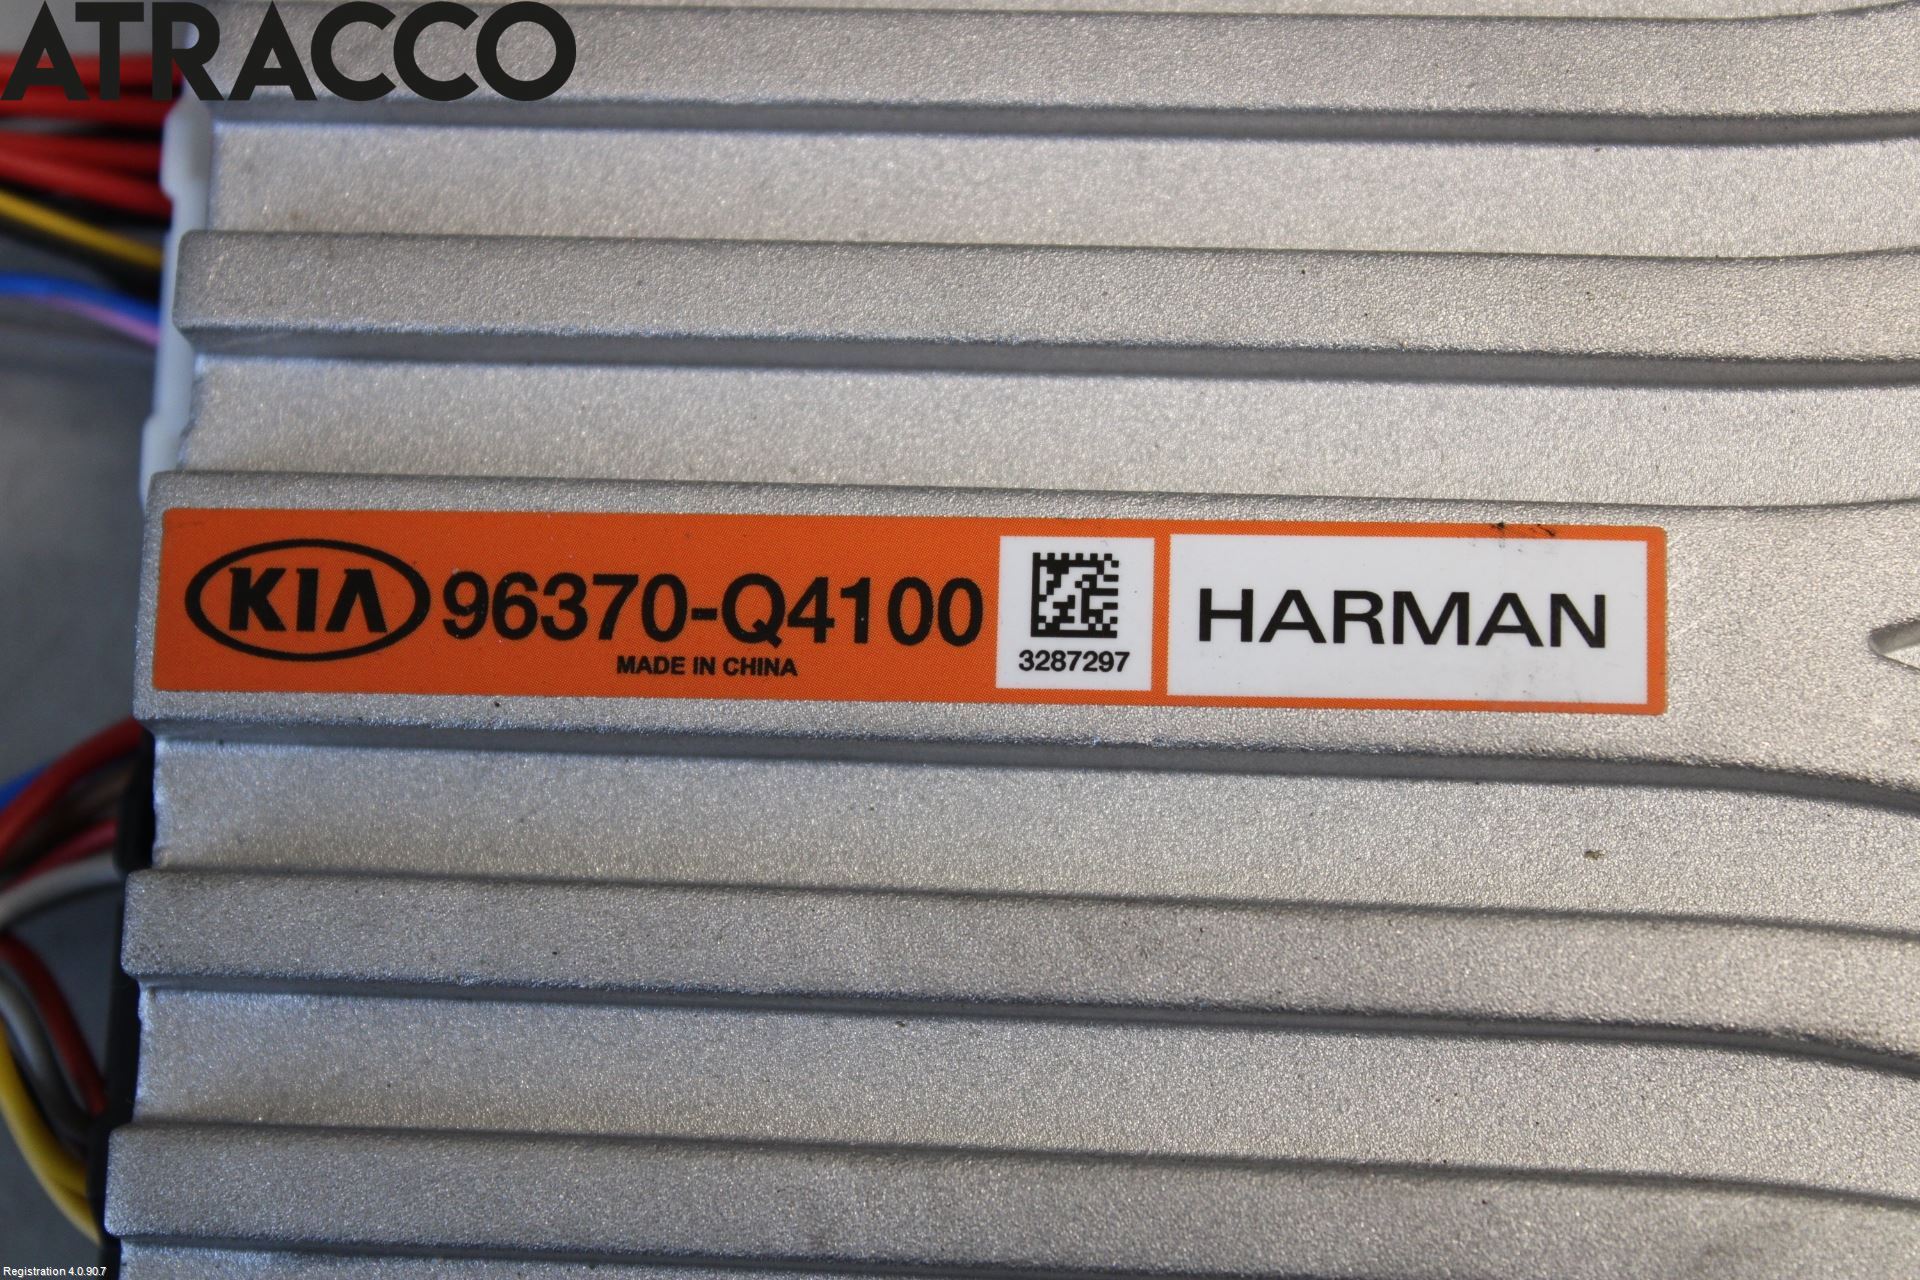 ATRACCO
KIA 96370-Q4100
MADE IN CHINA
3287297
HARMAN
Registration 4.0.90.7